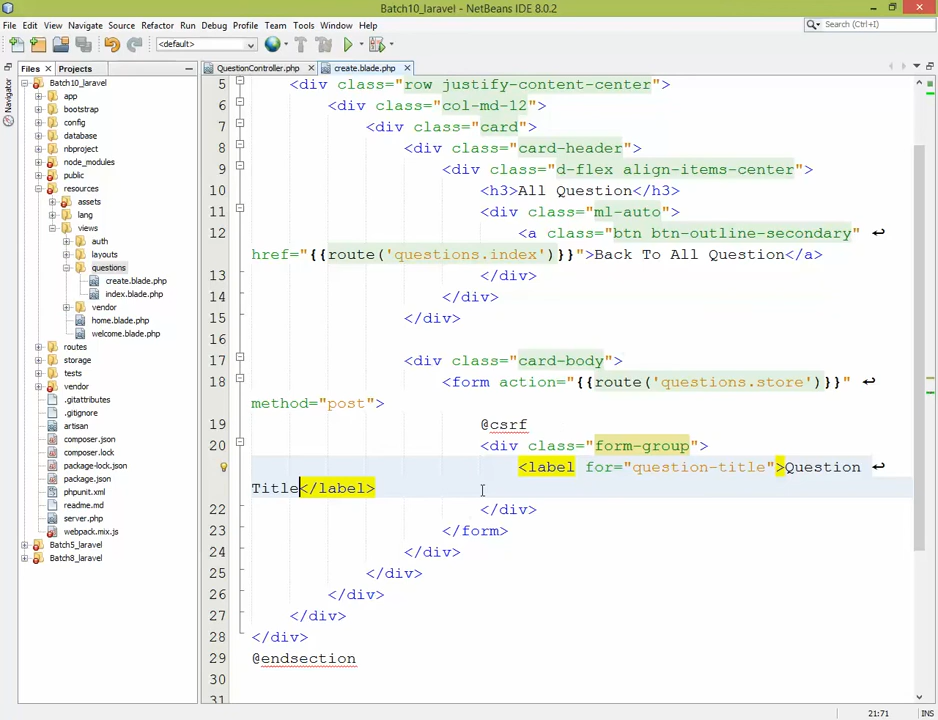 Batch10_laravel - NetBeans IDE 8.0.2
File Edit View Navigate Source Refactor Run Debug Profile Team Tools Window Help
Search (Ctrl+I)
<default>
Files Projects
QuestionController.php create.blade.php
Navigator
Batch10_laravel
app
bootstrap
config
database
nbproject
node_modules
public
resources
assets
lang
views
auth
layouts
questions
create.blade.php
index.blade.php
vendor
home.blade.php
welcome.blade.php
routes
storage
tests
vendor
.gitattributes
.gitignore
artisan
composer.json
composer.lock
package-lock.json
package.json
phpunit.xml
readme.md
server.php
webpack.mix.js
Batch5_laravel
Batch8_laravel
5 <div class="row justify-content-center">
6 <div class="col-md-12">
7 <div class="card">
8 <div class="card-header">
9 <div class="d-flex align-items-center">
10 <h3>All Question</h3>
11 <div class="ml-auto">
12 <a class="btn btn-outline-secondary" ↩
href="{{route('questions.index')}}">Back To All Question</a>
13 </div>
14 </div>
15 </div>
16
17 <div class="card-body">
18 <form action="{{route('questions.store')}}" ↩
method="post">
19 @csrf
20 <div class="form-group">
<label for="question-title">Question ↩
Title</label>
22 </div>
23 </form>
24 </div>
25 </div>
26 </div>
27 </div>
28 </div>
29 @endsection
30
31
21:71 INS